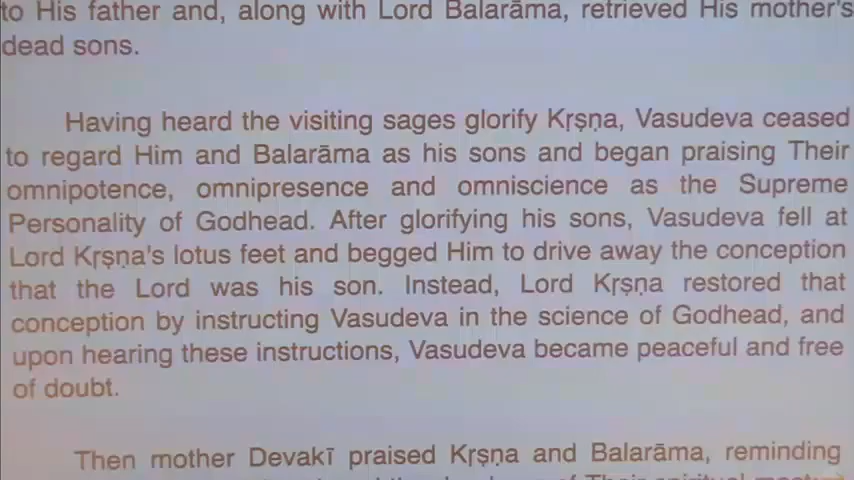 to His father and, along with Lord Balarāma, retrieved His mother's
dead sons.
Having heard the visiting sages glorify Kṛṣṇa, Vasudeva ceased
to regard Him and Balarāma as his sons and began praising Their
omnipotence, omnipresence and omniscience as the Supreme
Personality of Godhead. After glorifying his sons, Vasudeva fell at
Lord Kṛṣṇa's lotus feet and begged Him to drive away the conception
that the Lord was his son. Instead, Lord Kṛṣṇa restored that
conception by instructing Vasudeva in the science of Godhead, and
upon hearing these instructions, Vasudeva became peaceful and free
of doubt.
Then mother Devakī praised Kṛṣṇa and Balarāma, reminding
of Their spiritual